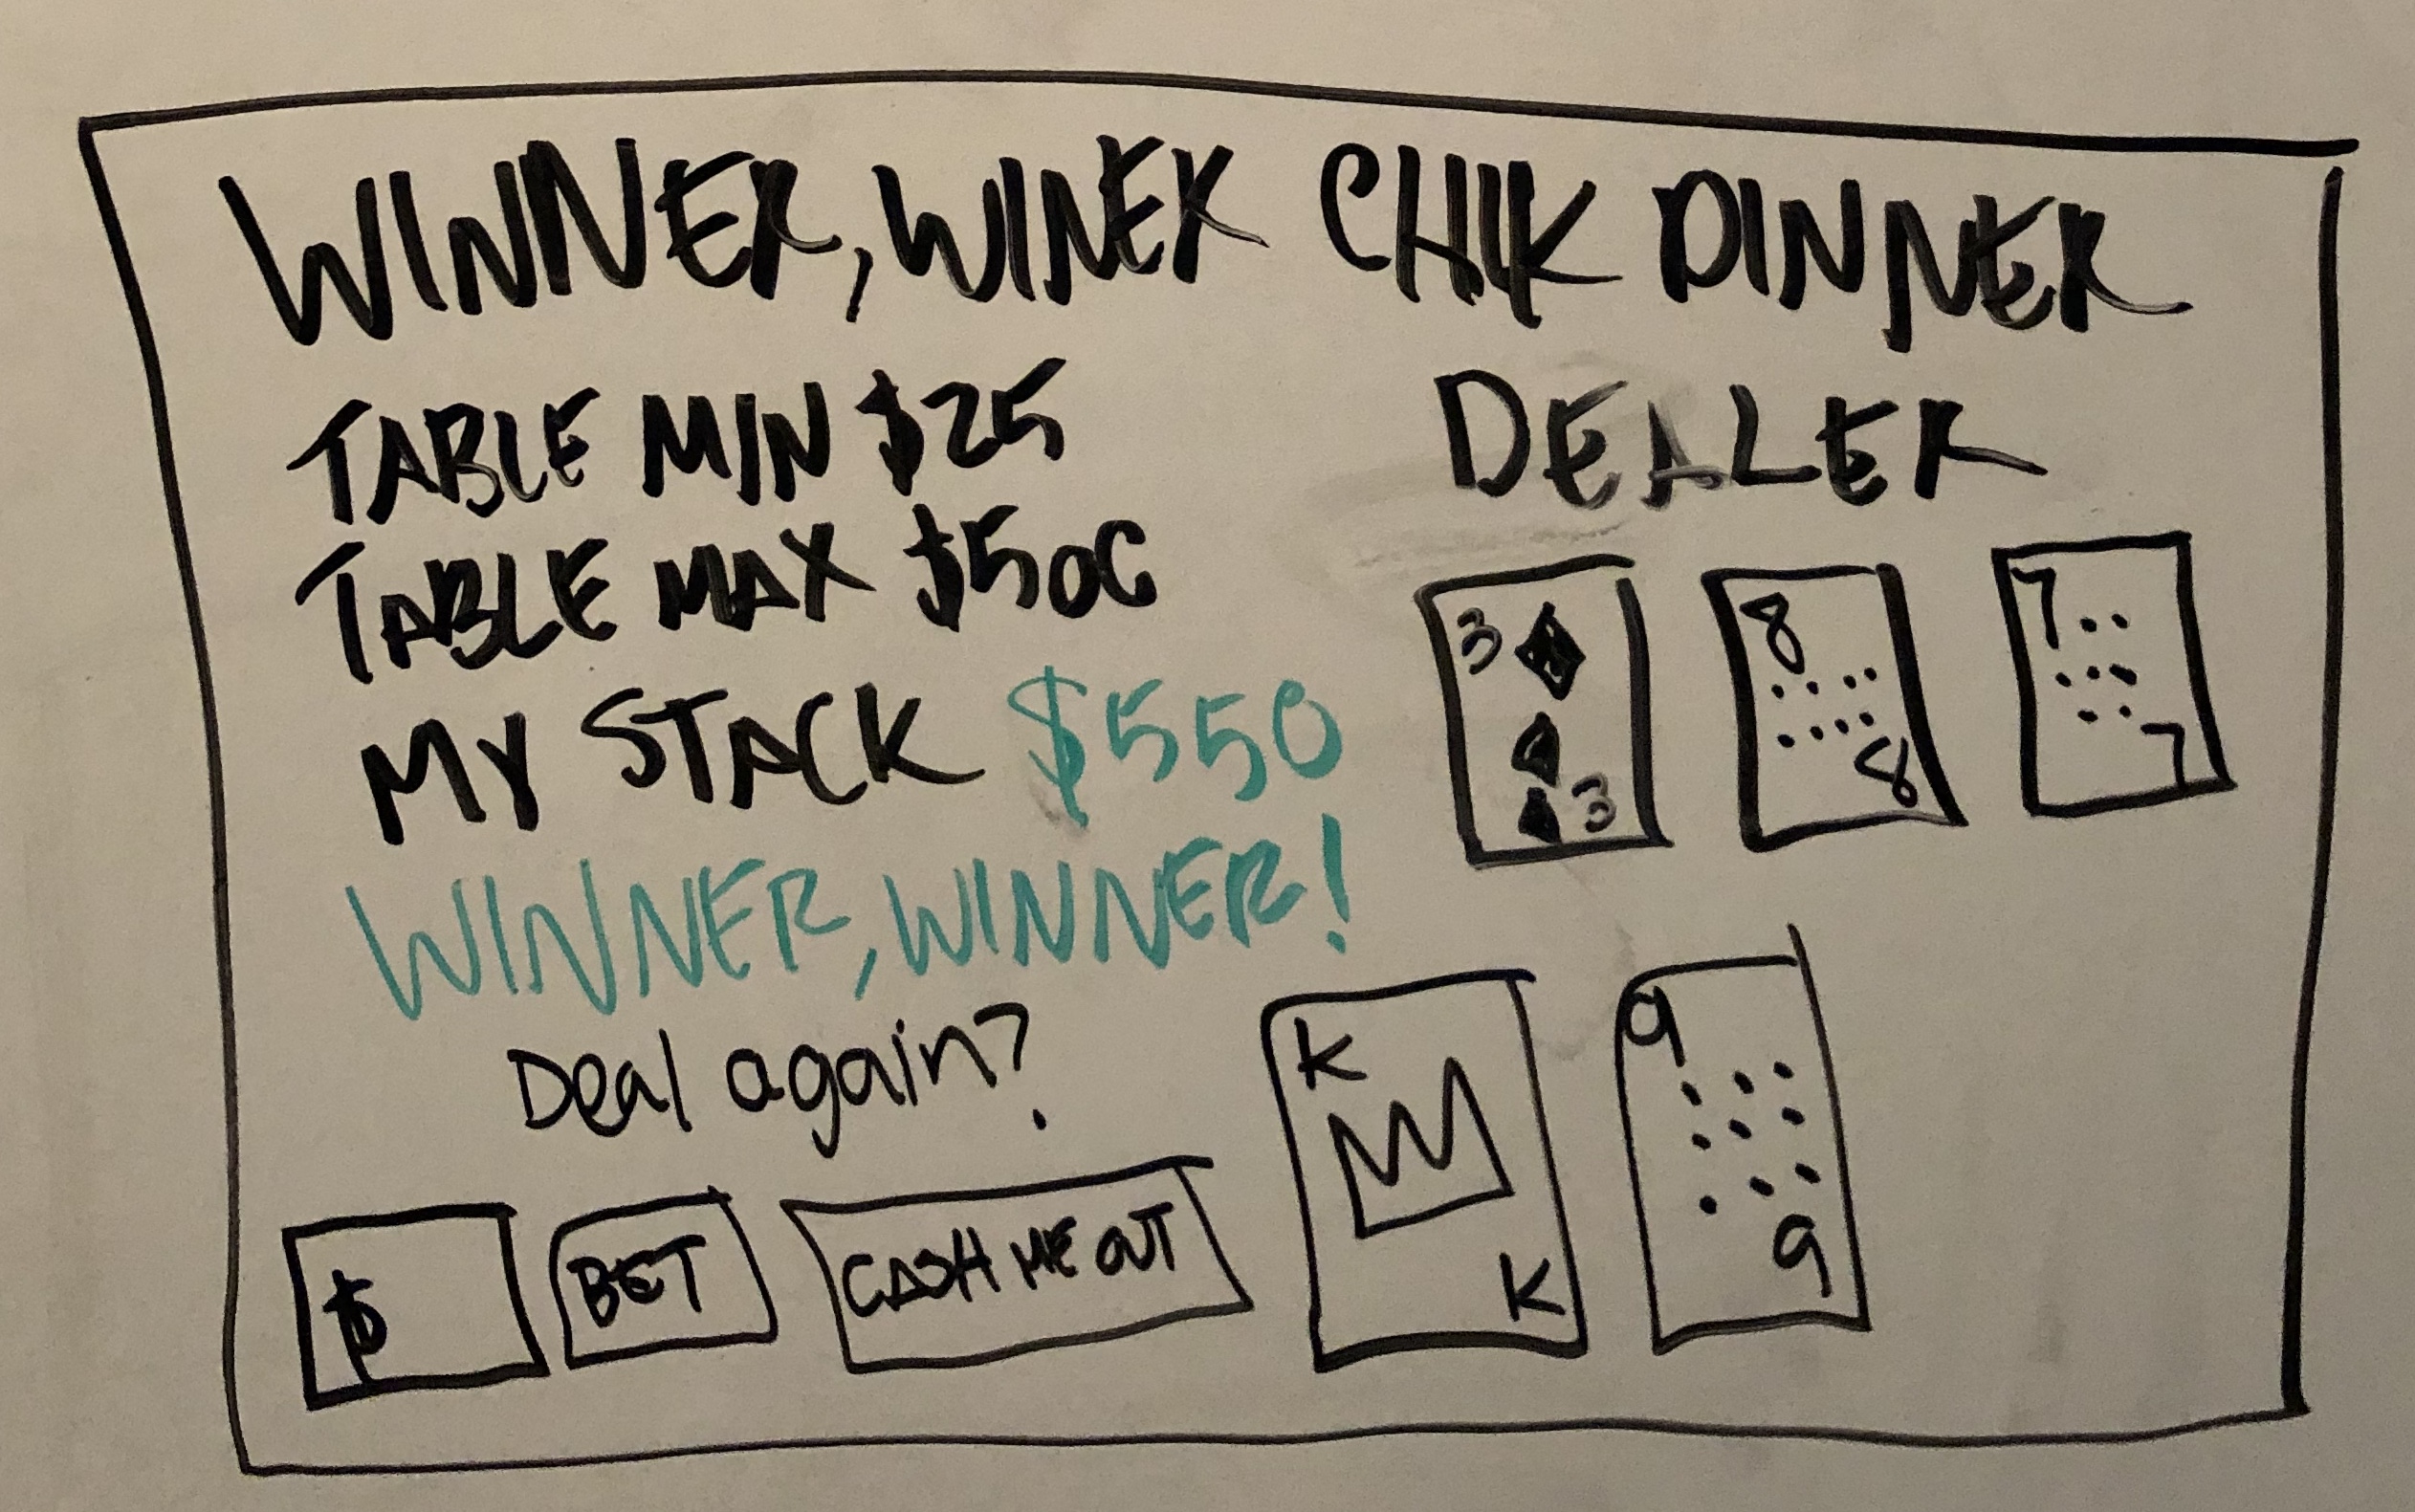 WINNER, WINER CHIK DINNER
TABLE MIN $25
TABLE MAX $500
MY STACK $550
WINNER, WINNER!
Deal again?
$
BET
CASH ME OUT
DEALER
3 3
8 8
7 7
K K
9 9